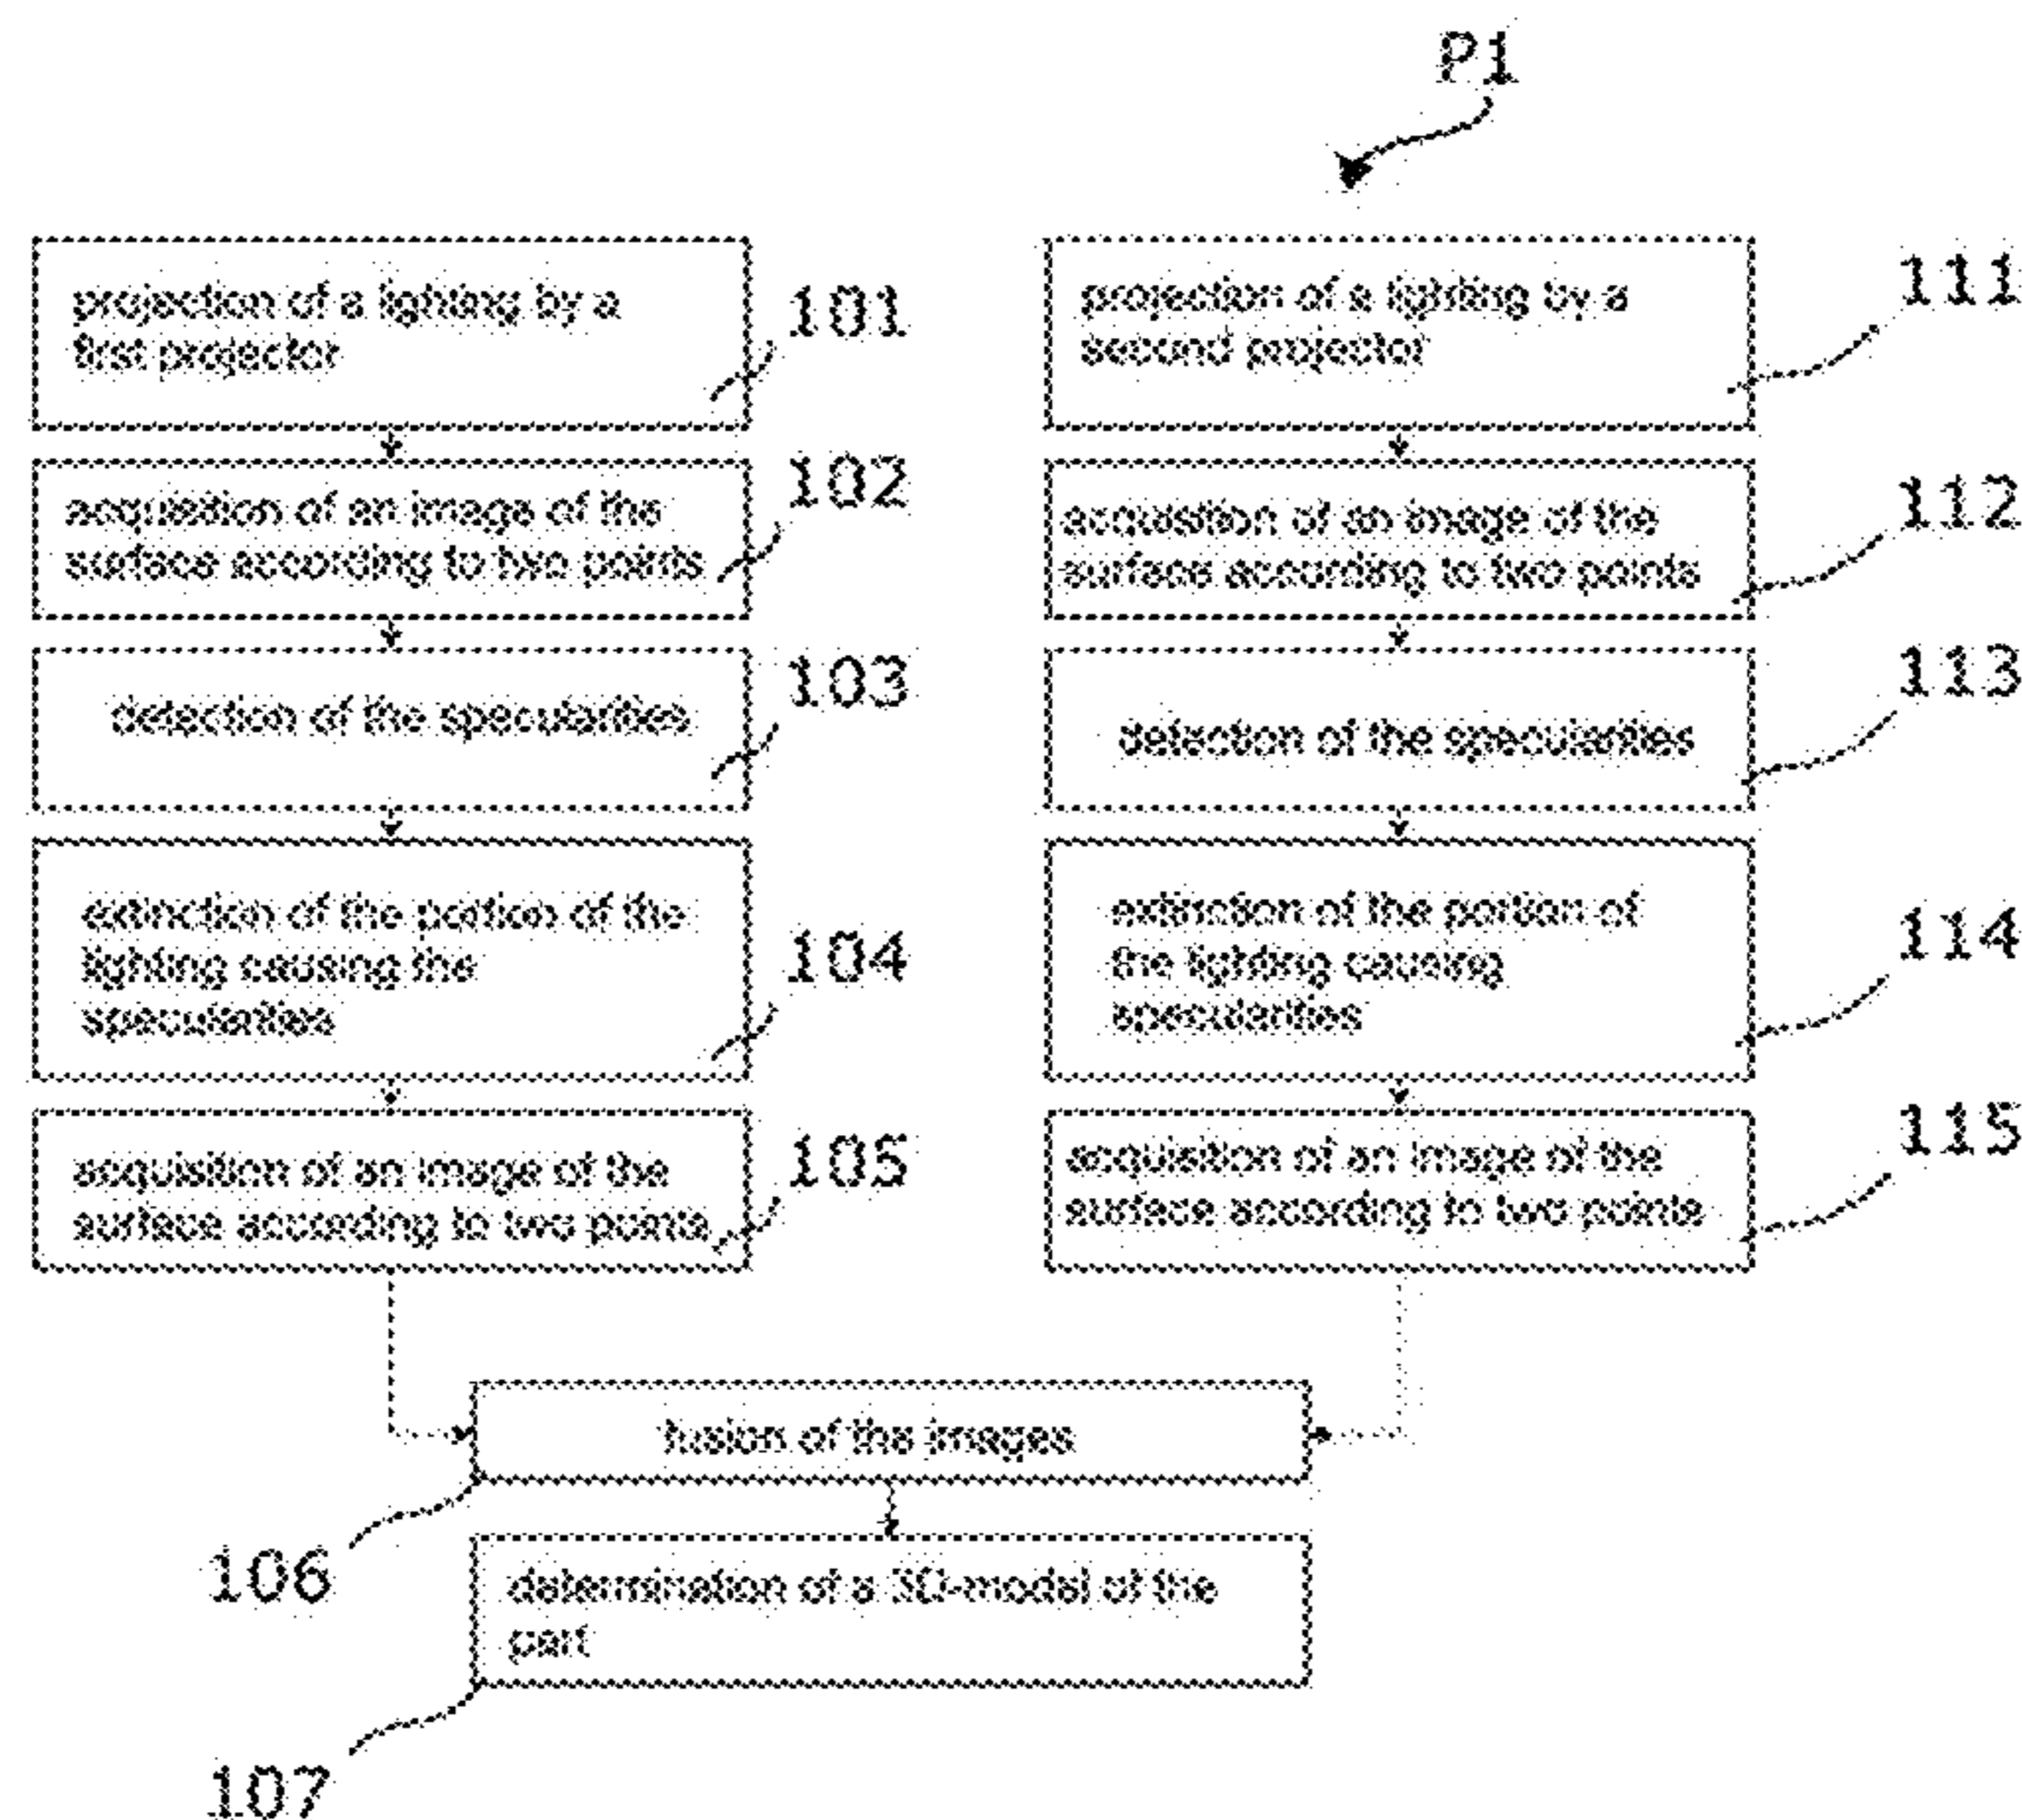 P1
projection of a lighting by a
first projector
101
projection of a lighting by a
second projector
111
acquisition of an image of the
surface according to two points
102
acquisition of an image of the
surface according to two points
112
detection of the specularities
103
detection of the specularities
113
extinction of the portion of the
lighting causing the
specularities
104
extinction of the portion of
the lighting causing
specularities
114
acquisition of an image of the
surface according to two points
105
acquisition of an image of the
surface according to two points
115
fusion of the images
106
determination of a 3D-modal of the
part
107